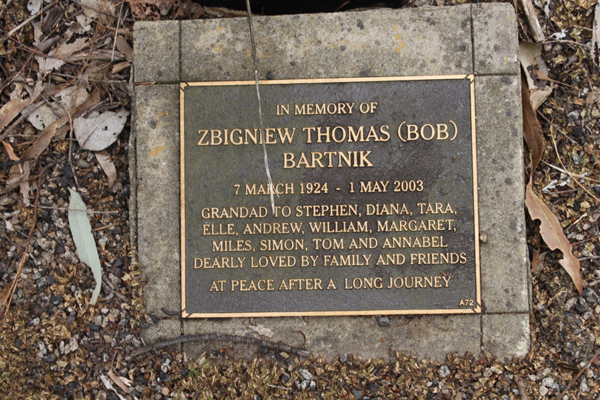 IN MEMORY OF
ZBIGNIEW THOMAS (BOB)
BARTNIK
7 MARCH 1924 - 1 MAY 2003
GRANDAD TO STEPHEN, DIANA, TARA,
ELLE, ANDREW, WILLIAM, MARGARET,
MILES, SIMON, TOM AND ANNABEL
DEARLY LOVED BY FAMILY AND FRIENDS
AT PEACE AFTER A LONG JOURNEY
A72